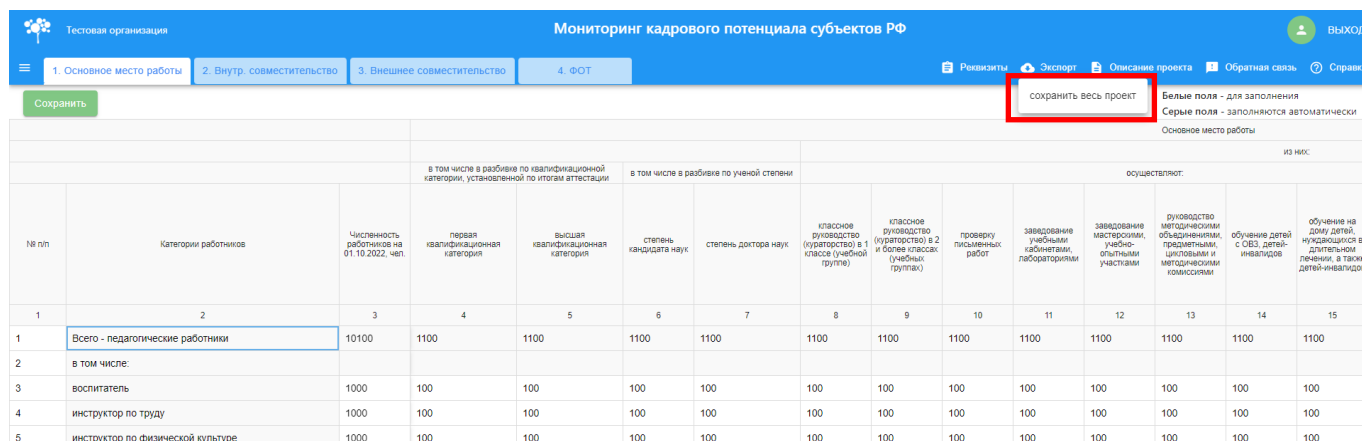 Тестовая организация
Мониторинг кадрового потенциала субъектов РФ
ВЫХОД
1. Основное место работы
2. Внутр. совместительство
3. Внешнее совместительство
4. ФОТ
Реквизиты
Экспорт
Описание проекта
Обратная связь
Справк
Сохранить
сохранить весь проект
Белые поля - для заполнения
Серые поля - заполняются автоматически
Основное место работы
из них:
в том числе в разбивке по квалификационной
категории, установленной по итогам аттестации
в том числе в разбивке по ученой степени
осуществляют:
№ п/п
Категории работников
Численность
работников на
01.10.2022, чел.
первая
квалификационная
категория
высшая
квалификационная
категория
степень
кандидата наук
степень доктора наук
классное
руководство
(кураторство) в 1
классе (учебной
группе)
классное
руководство
(кураторство) в 2
и более классах
(учебных
группах)
проверку
письменных
работ
заведование
учебными
кабинетами,
лабораториями
заведование
мастерскими,
учебно-
опытными
участками
руководство
методическими
объединениями,
предметными,
цикловыми и
методическими
комиссиями
обучение детей
с ОВЗ, детей-
инвалидов
обучение на
дому детей,
нуждающихся в
длительном
лечении, а также
детей-инвалидо
1 2 3 4 5 6 7 8 9 10 11 12 13 14 15
1 Всего - педагогические работники 10100 1100 1100 1100 1100 1100 1100 1100 1100 1100 1100 1100 1100
2 в том числе:
3 воспитатель 1000 100 100 100 100 100 100 100 100 100 100 100 100
4 инструктор по труду 1000 100 100 100 100 100 100 100 100 100 100 100 100
5 инструктор по физической культуре 1000 100 100 100 100 100 100 100 100 100 100 100 100